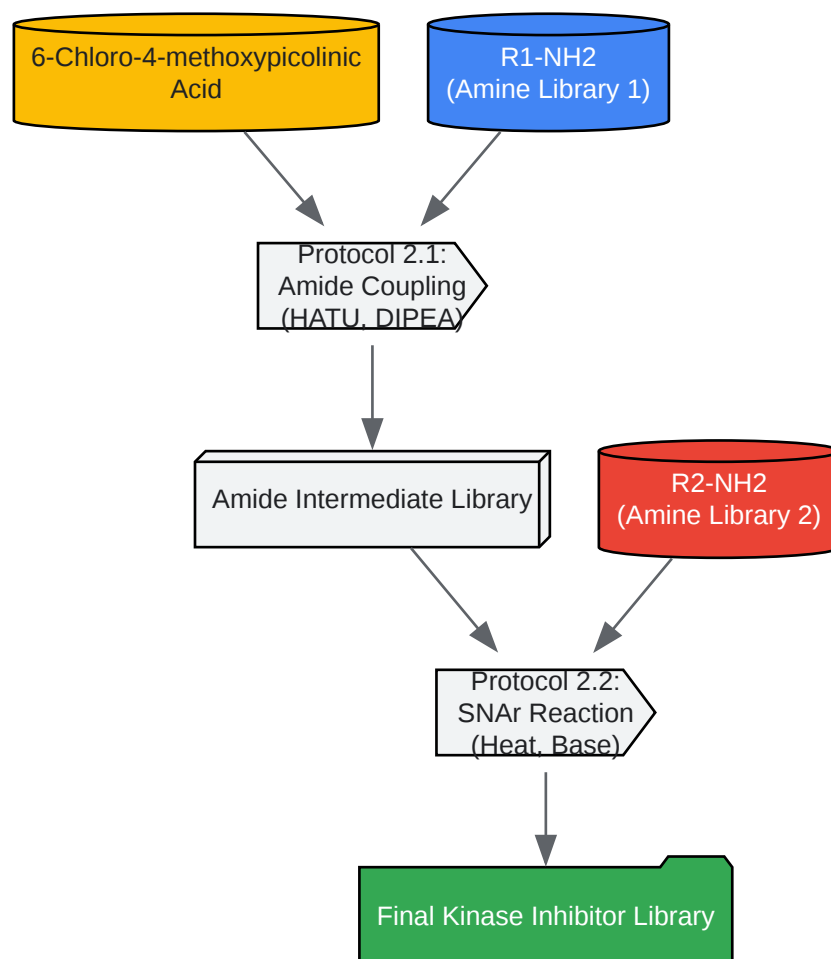 6-Chloro-4-methoxypicolinic
Acid
R1-NH2
(Amine Library 1)
Protocol 2.1:
Amide Coupling
(HATU, DIPEA)
Amide Intermediate Library
R2-NH2
(Amine Library 2)
Protocol 2.2:
SNAr Reaction
(Heat, Base)
Final Kinase Inhibitor Library